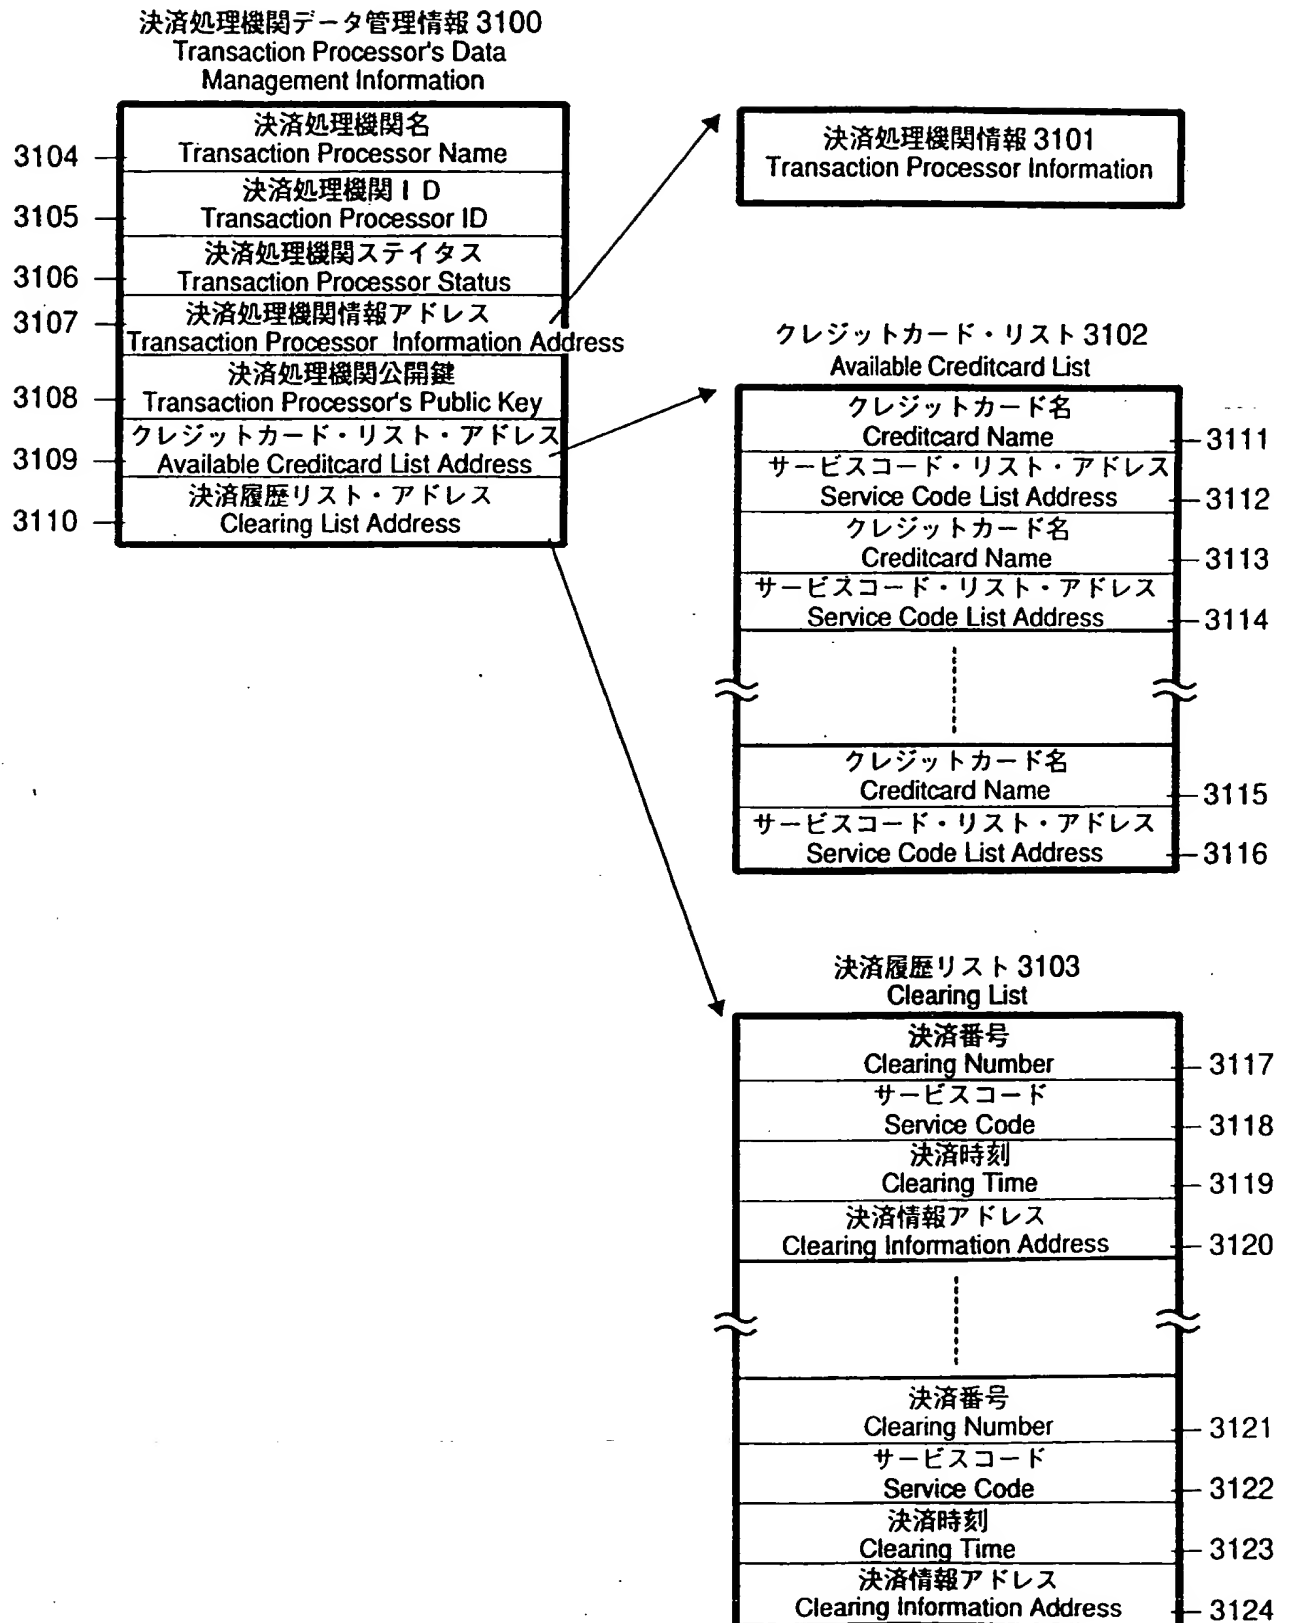 決済処理機関データ管理情報 3100
Transaction Processor's Data
Management Information
決済処理機関名
3104
Transaction Processor Name
決済処理機関ＩＤ
3105
Transaction Processor ID
決済処理機関ステイタス
3106
Transaction Processor Status
決済処理機関情報アドレス
3107
Transaction Processor Information Address
決済処理機関公開鍵
3108
Transaction Processor's Public Key
クレジットカード・リスト・アドレス
3109
Available Creditcard List Address
決済履歴リスト・アドレス
3110
Clearing List Address
決済処理機関情報 3101
Transaction Processor Information
クレジットカード・リスト 3102
Available Creditcard List
クレジットカード名
Creditcard Name
3111
サービスコード・リスト・アドレス
Service Code List Address
3112
クレジットカード名
Creditcard Name
3113
サービスコード・リスト・アドレス
Service Code List Address
3114
クレジットカード名
Creditcard Name
3115
サービスコード・リスト・アドレス
Service Code List Address
3116
決済履歴リスト 3103
Clearing List
決済番号
Clearing Number
3117
サービスコード
Service Code
3118
決済時刻
Clearing Time
3119
決済情報アドレス
Clearing Information Address
3120
決済番号
Clearing Number
3121
サービスコード
Service Code
3122
決済時刻
Clearing Time
3123
決済情報アドレス
Clearing Information Address
3124